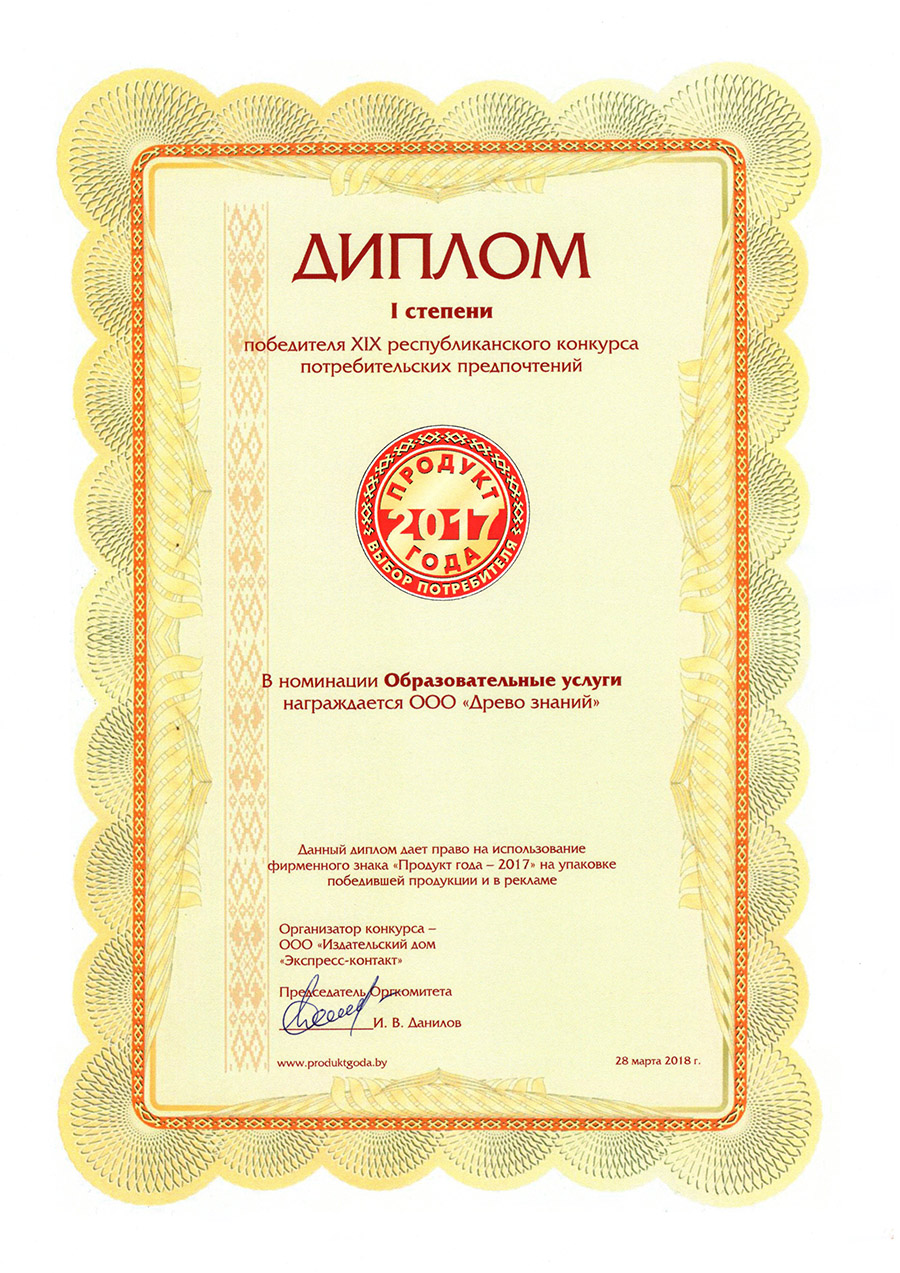 ДИПЛОМ
I степени
победителя XIX республиканского конкурса
потребительских предпочтений
ПРОДУКТ
2017
ГОДА
ВЫБОР ПОТРЕБИТЕЛЯ
В номинации Образовательные услуги
награждается ООО «Древо знаний»
Данный диплом дает право на использование
фирменного знака «Продукт года – 2017» на упаковке
победившей продукции и в рекламе
Организатор конкурса –
ООО «Издательский дом
«Экспресс-контакт»
Председатель Оргкомитета
И. В. Данилов
www.produktgoda.by
28 марта 2018 г.